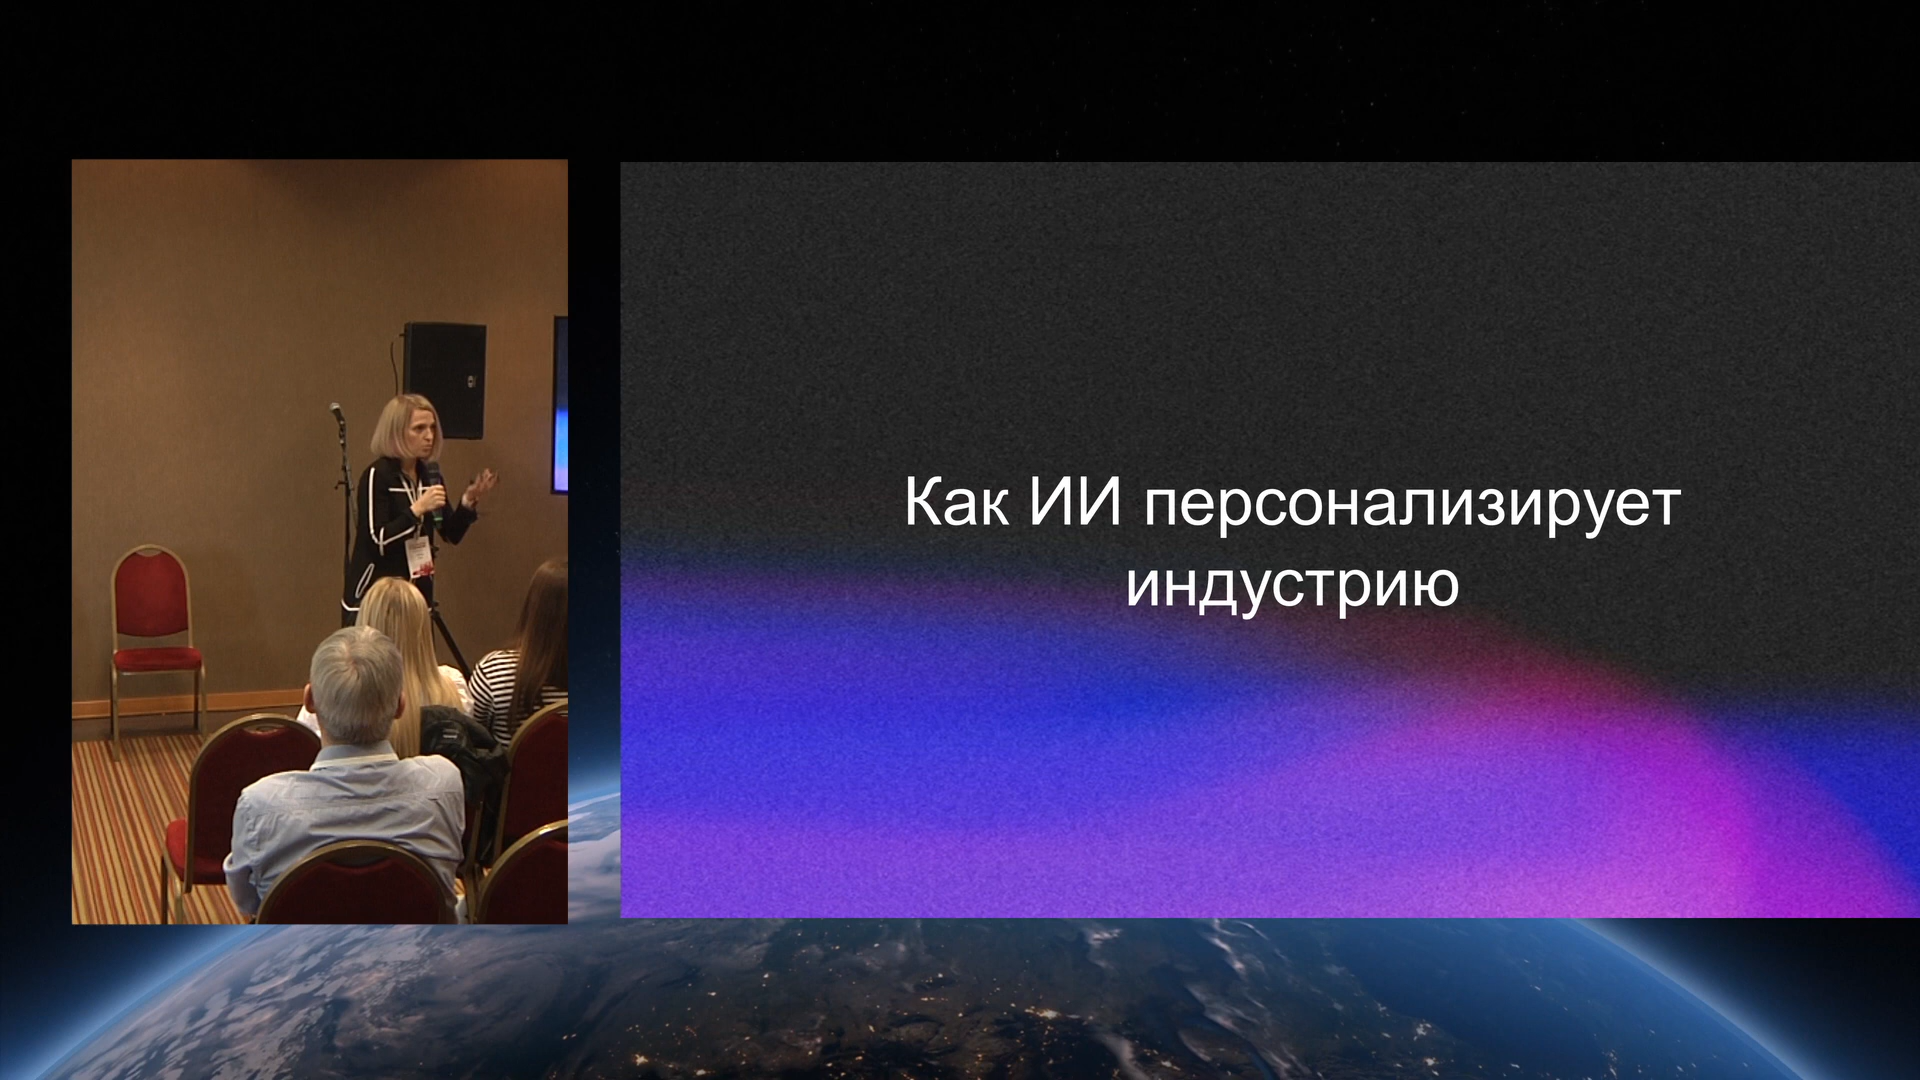 Как ИИ персонализирует
индустрию